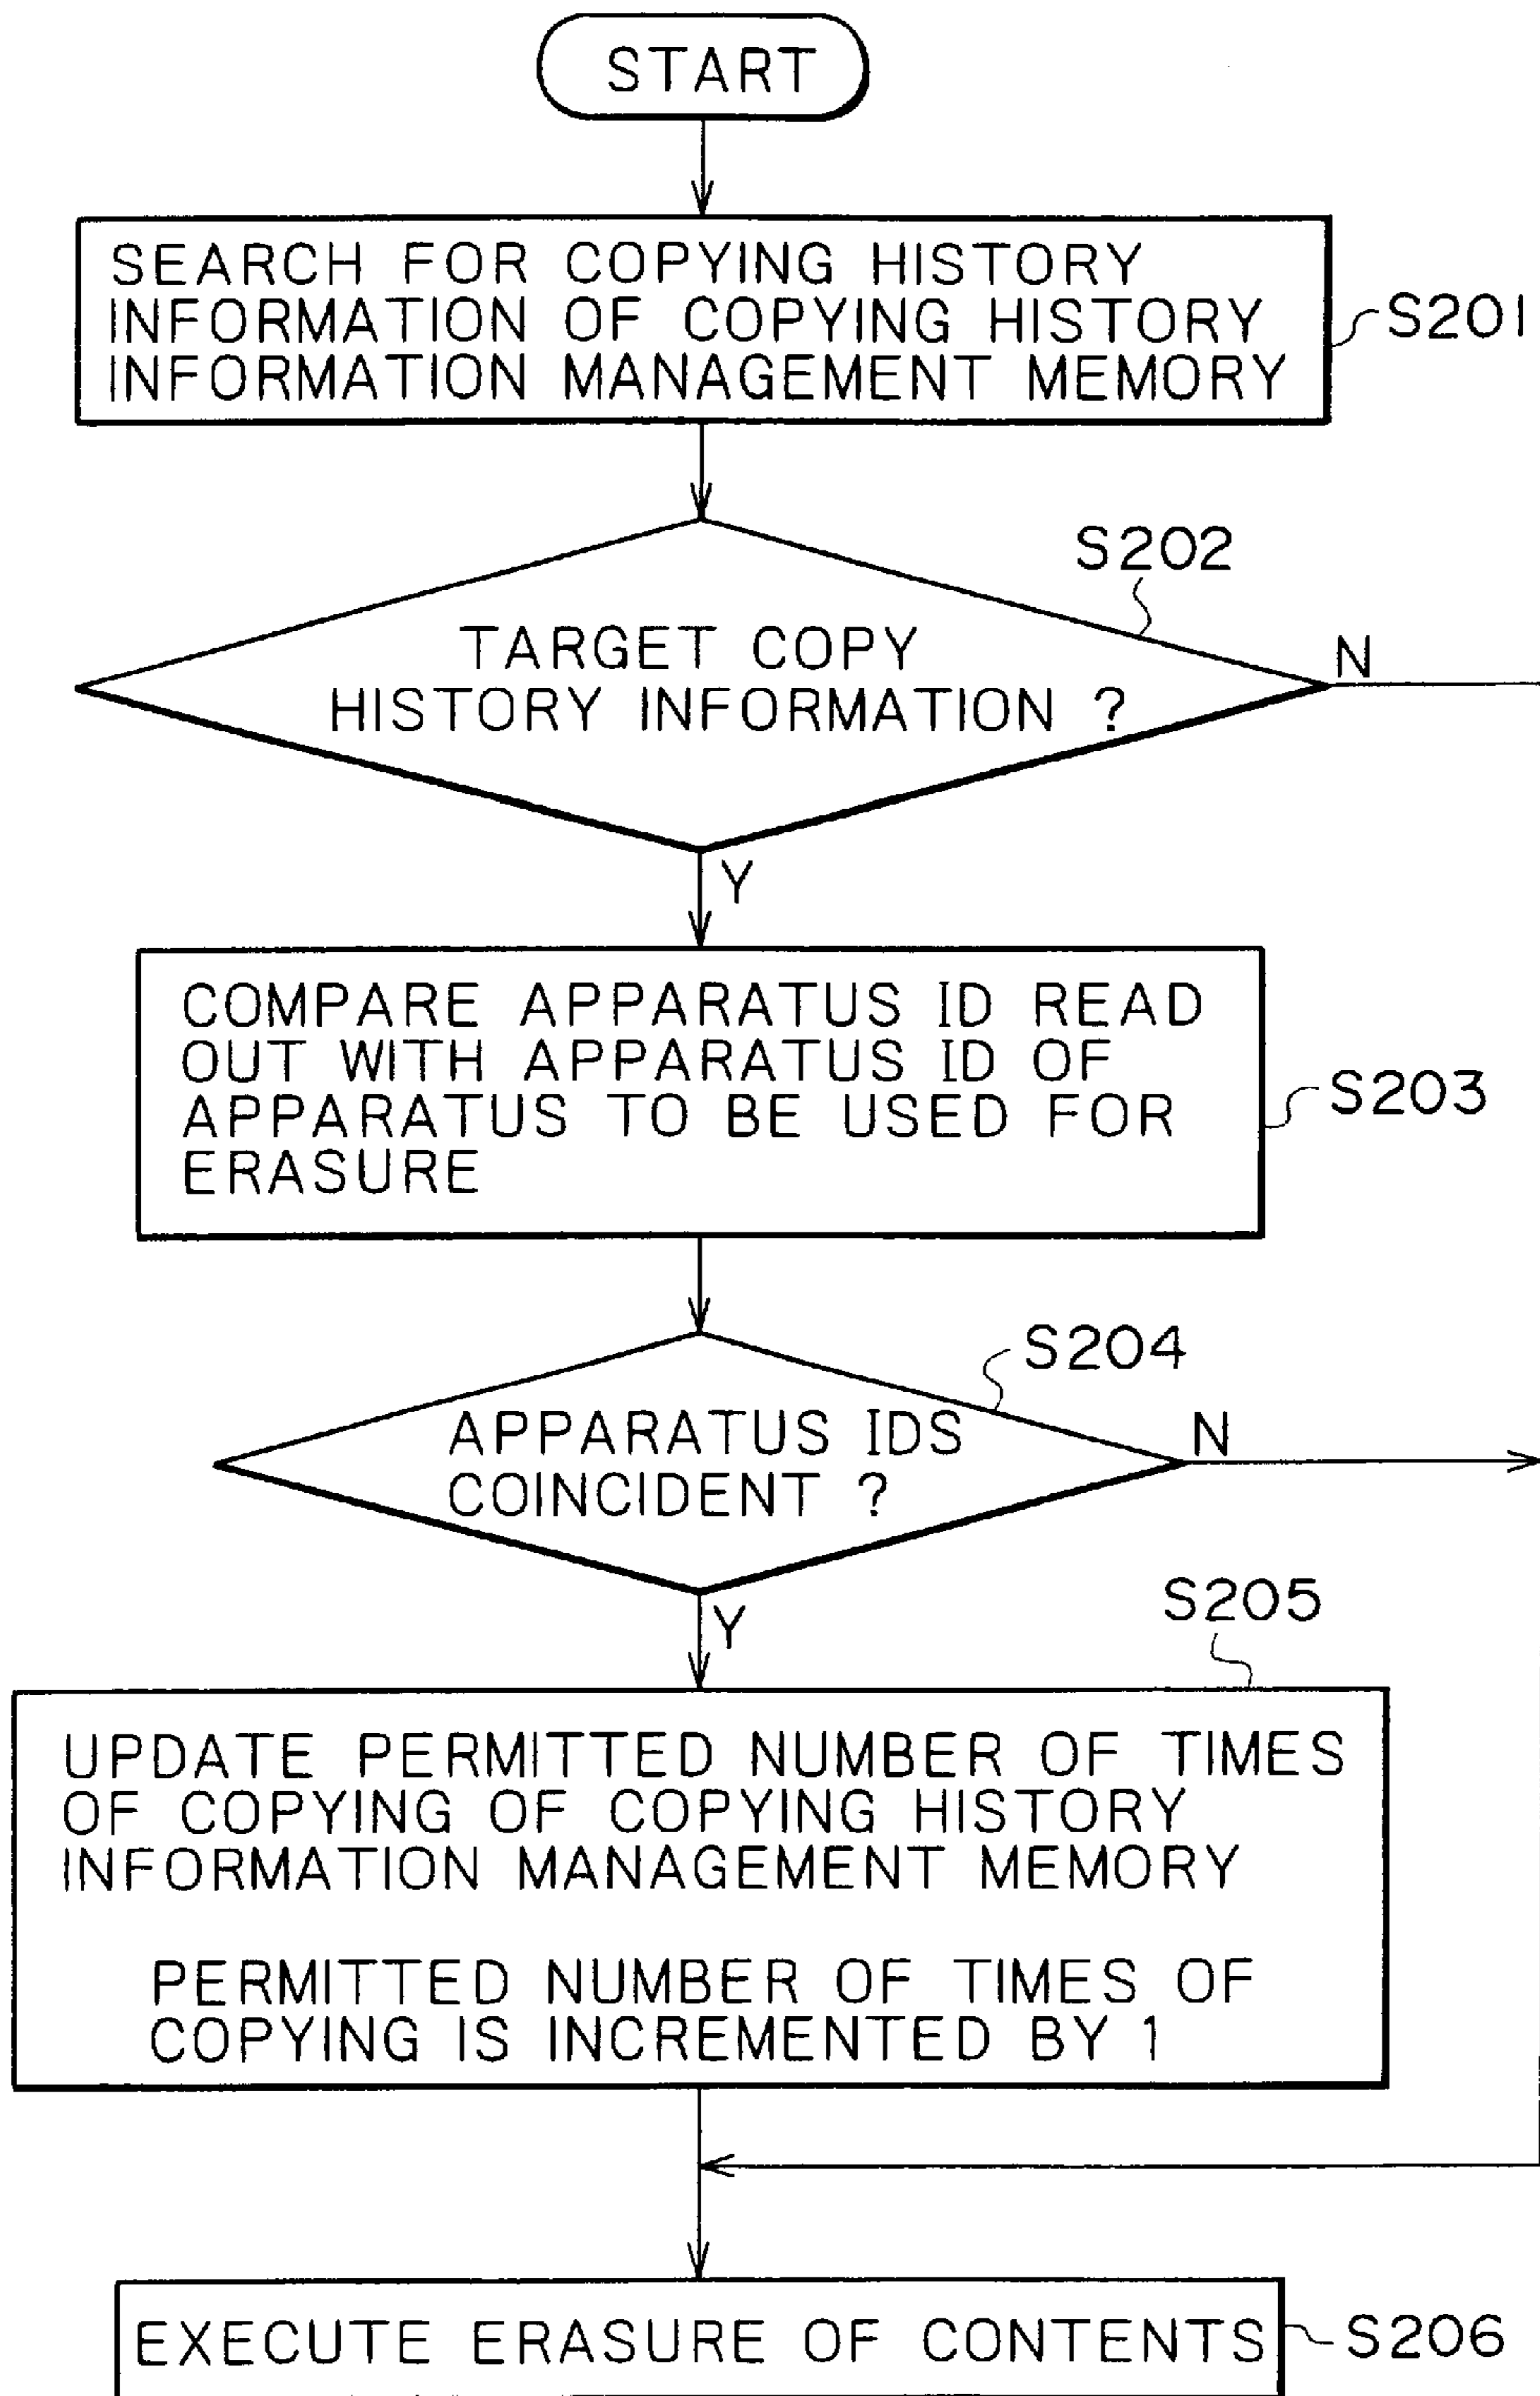 START
SEARCH FOR COPYING HISTORY
INFORMATION OF COPYING HISTORY
INFORMATION MANAGEMENT MEMORY
S201
S202
TARGET COPY
HISTORY INFORMATION ?
N
Y
COMPARE APPARATUS ID READ
OUT WITH APPARATUS ID OF
APPARATUS TO BE USED FOR
ERASURE
S203
S204
APPARATUS IDS
COINCIDENT ?
N
Y
S205
UPDATE PERMITTED NUMBER OF TIMES
OF COPYING OF COPYING HISTORY
INFORMATION MANAGEMENT MEMORY
PERMITTED NUMBER OF TIMES OF
COPYING IS INCREMENTED BY 1
EXECUTE ERASURE OF CONTENTS
S206